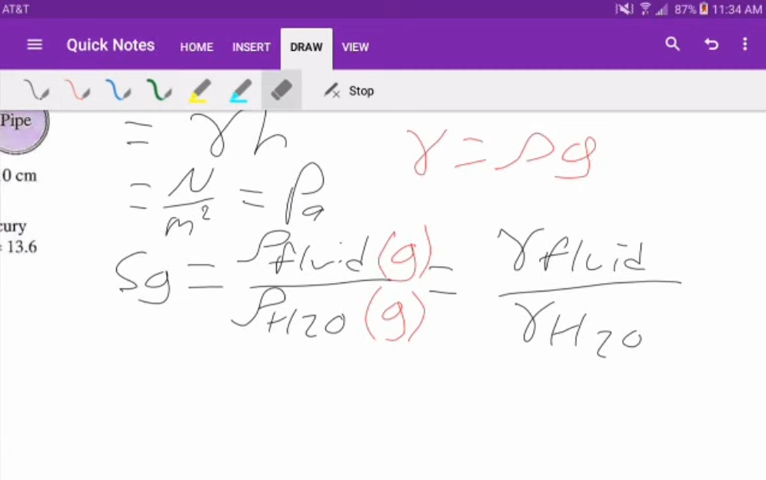 AT&T 87% 11:34 AM
Quick Notes HOME INSERT DRAW VIEW
Stop
Pipe
0 cm
cury
= 13.6
= γh
γ = ρg
= N/m² = Pa
Sg = ρfluid(g)/ρH2O(g) = γfluid/γH2O